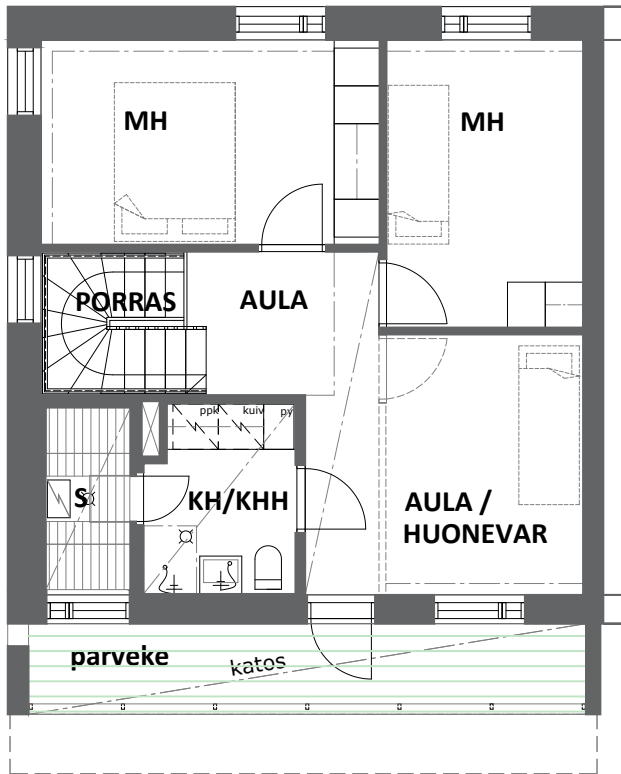 MH
MH
PORRAS
AULA
ppk
kuiv
py
S
KH/KHH
AULA /
HUONEVAR
parveke
katos